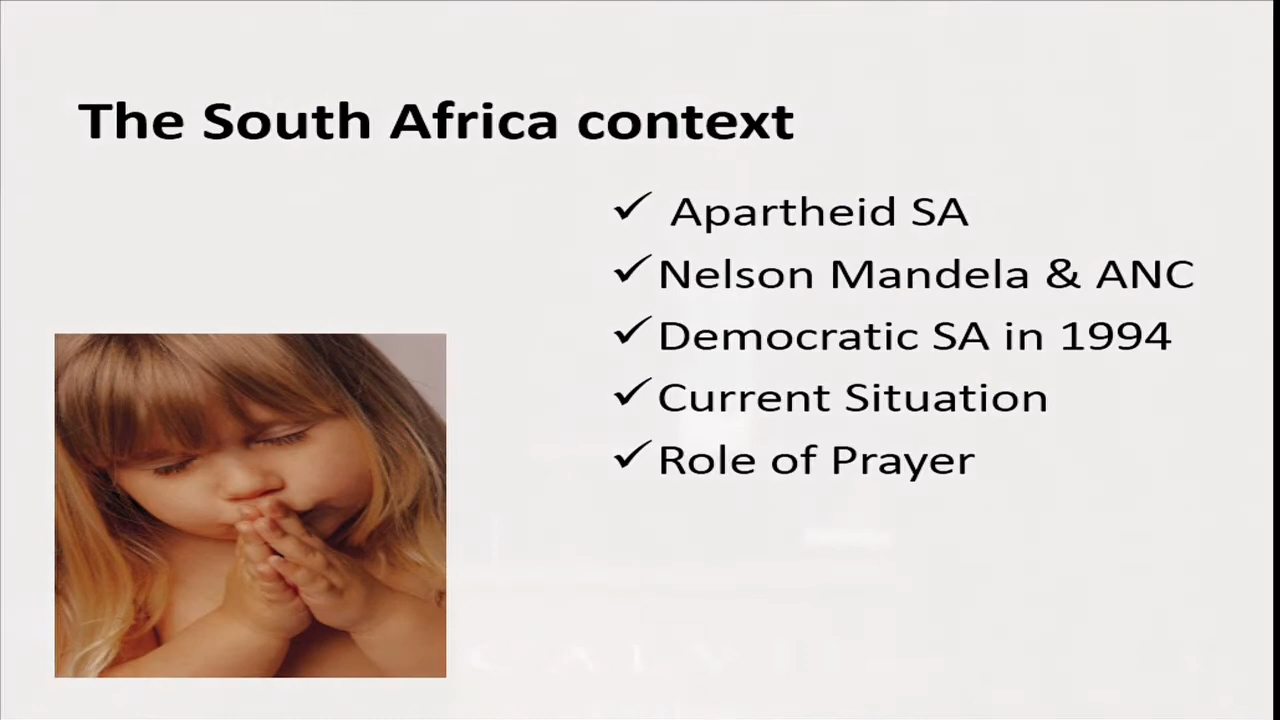 The South Africa context
✓ Apartheid SA
✓ Nelson Mandela & ANC
✓ Democratic SA in 1994
✓ Current Situation
✓ Role of Prayer